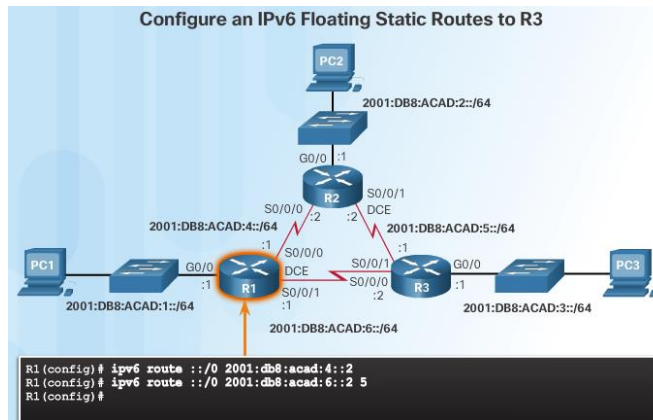 Configure an IPv6 Floating Static Routes to R3
PC2
2001:DB8:ACAD:2::/64
G0/0
:1
R2
S0/0/0
:2
:2
S0/0/1
DCE
2001:DB8:ACAD:4::/64
2001:DB8:ACAD:5::/64
:1
S0/0/0
:1
PC1
G0/0
:1
R1
DCE
S0/0/1
:1
S0/0/1
S0/0/0
:2
R3
G0/0
:1
PC3
2001:DB8:ACAD:1::/64
2001:DB8:ACAD:3::/64
2001:DB8:ACAD:6::/64
R1(config)# ipv6 route ::/0 2001:db8:acad:4::2
R1(config)# ipv6 route ::/0 2001:db8:acad:6::2 5
R1(config)#